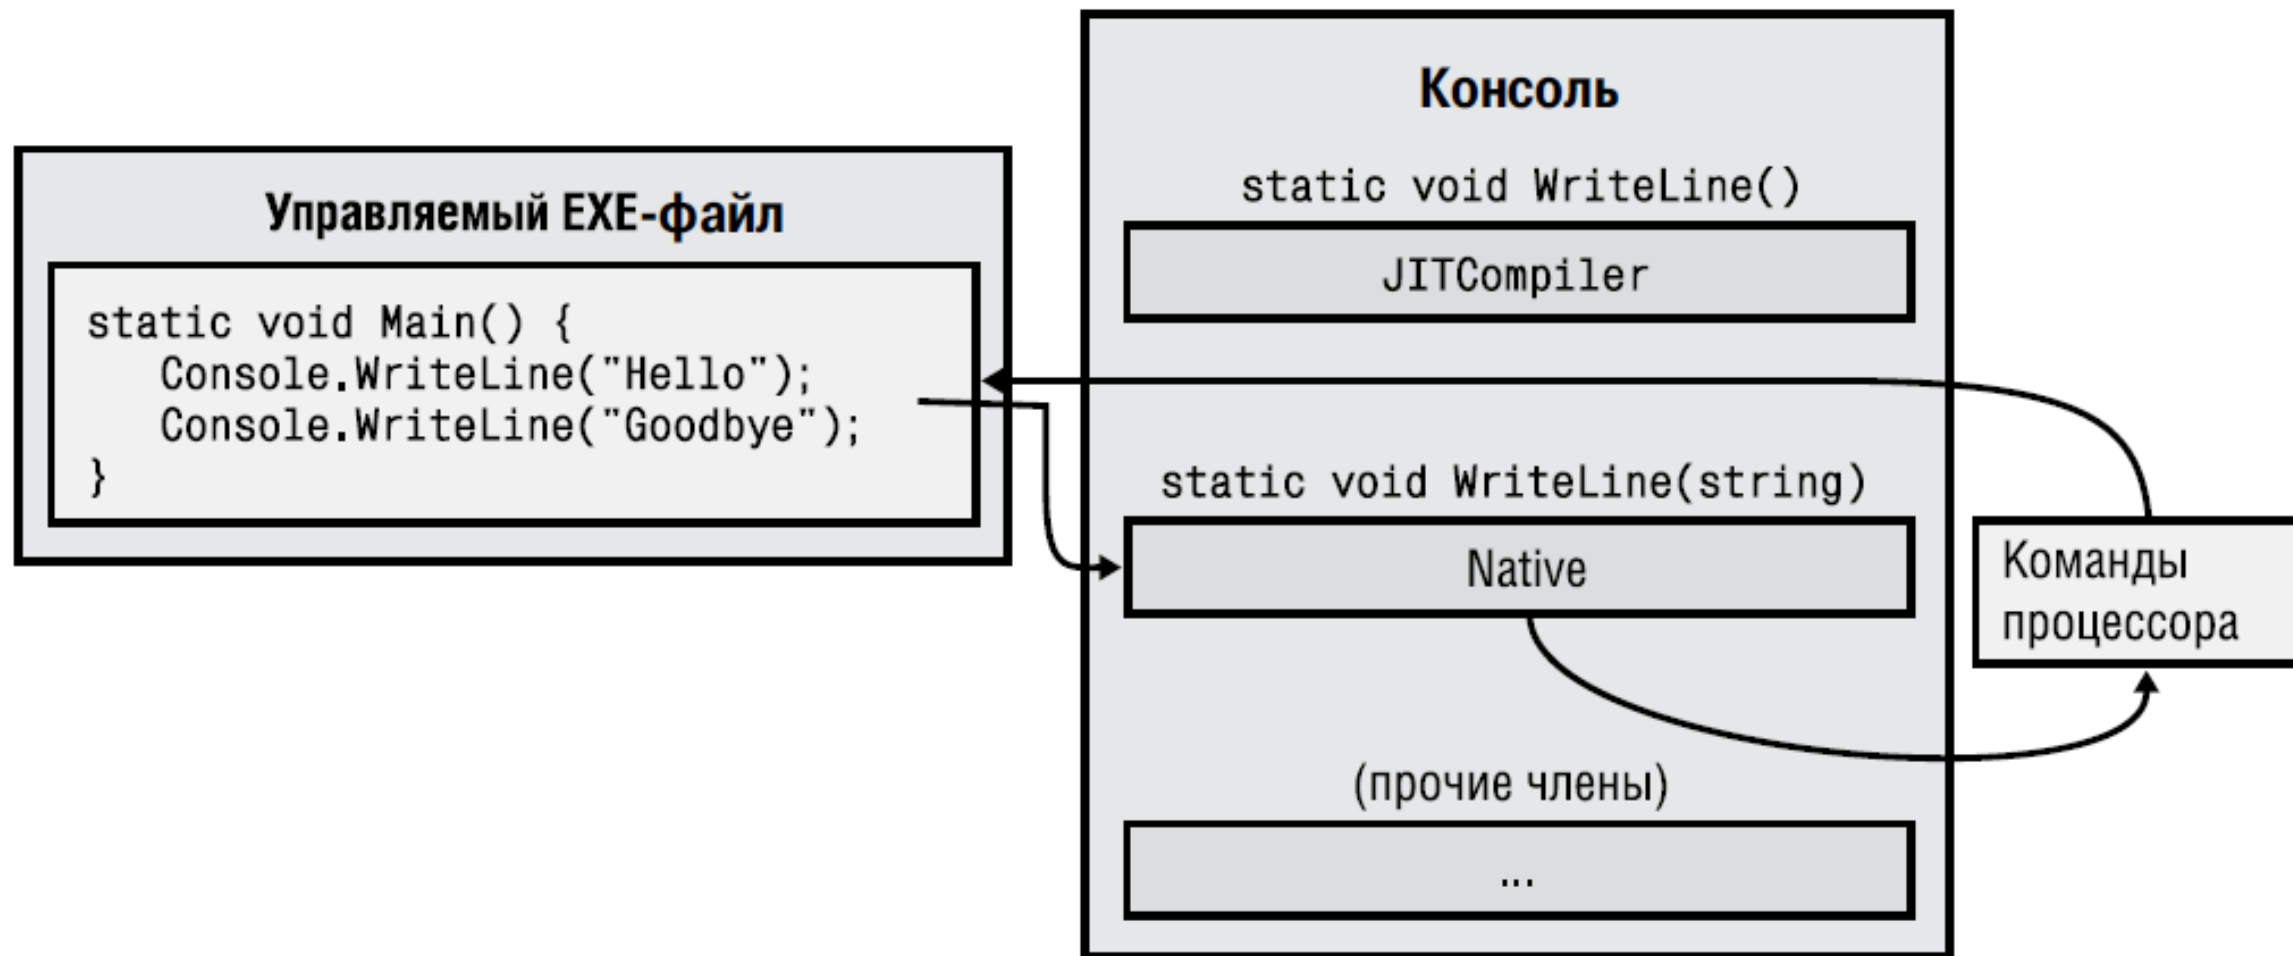 Управляемый EXE-файл
static void Main() {
Console.WriteLine("Hello");
Console.WriteLine("Goodbye");
}
Консоль
static void WriteLine()
JITCompiler
static void WriteLine(string)
Native
(прочие члены)
...
Команды
процессора